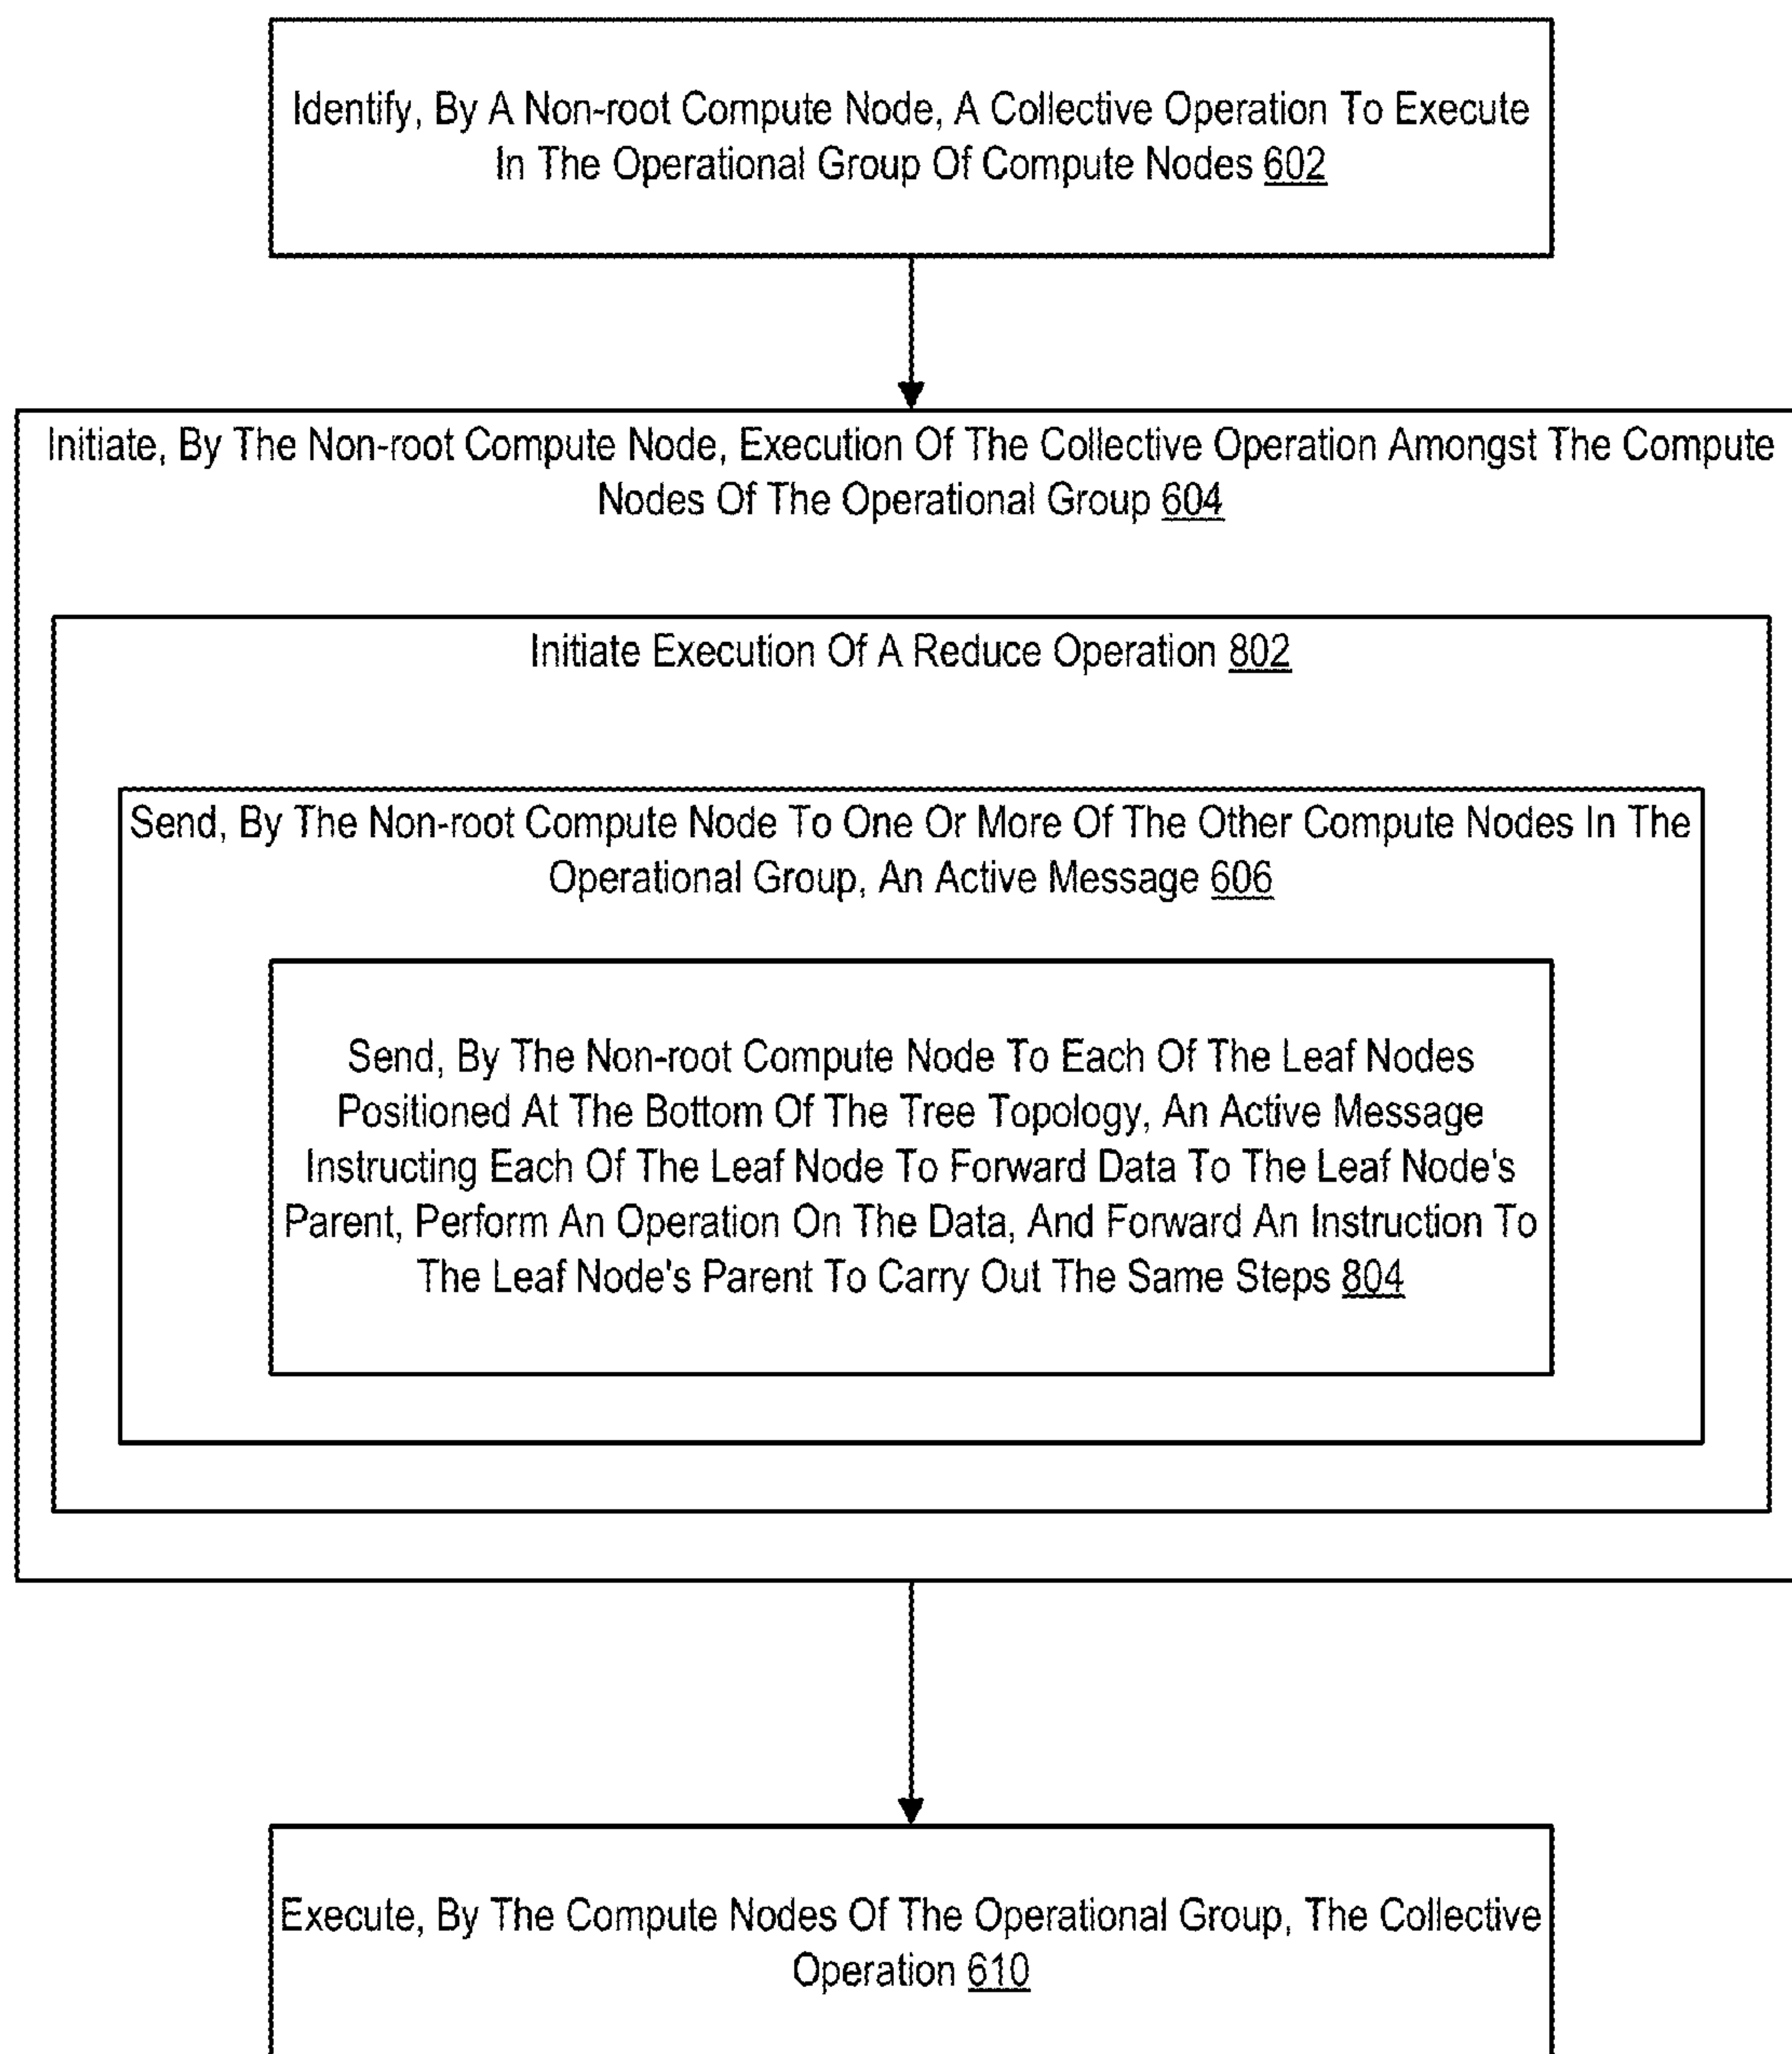 Identify, By A Non-root Compute Node, A Collective Operation To Execute
In The Operational Group Of Compute Nodes 602
Initiate, By The Non-root Compute Node, Execution Of The Collective Operation Amongst The Compute
Nodes Of The Operational Group 604
Initiate Execution Of A Reduce Operation 802
Send, By The Non-root Compute Node To One Or More Of The Other Compute Nodes In The
Operational Group, An Active Message 606
Send, By The Non-root Compute Node To Each Of The Leaf Nodes
Positioned At The Bottom Of The Tree Topology, An Active Message
Instructing Each Of The Leaf Node To Forward Data To The Leaf Node's
Parent, Perform An Operation On The Data, And Forward An Instruction To
The Leaf Node's Parent To Carry Out The Same Steps 804
Execute, By The Compute Nodes Of The Operational Group, The Collective
Operation 610